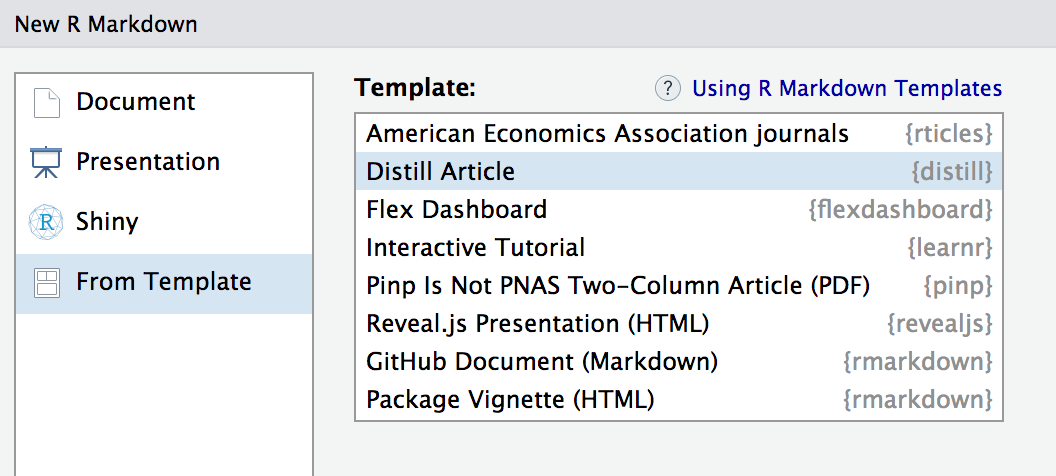 New R Markdown
Document
Presentation
R Shiny
From Template
Template:
? Using R Markdown Templates
American Economics Association journals {rticles}
Distill Article {distill}
Flex Dashboard {flexdashboard}
Interactive Tutorial {learnr}
Pinp Is Not PNAS Two-Column Article (PDF) {pinp}
Reveal.js Presentation (HTML) {revealjs}
GitHub Document (Markdown) {rmarkdown}
Package Vignette (HTML) {rmarkdown}